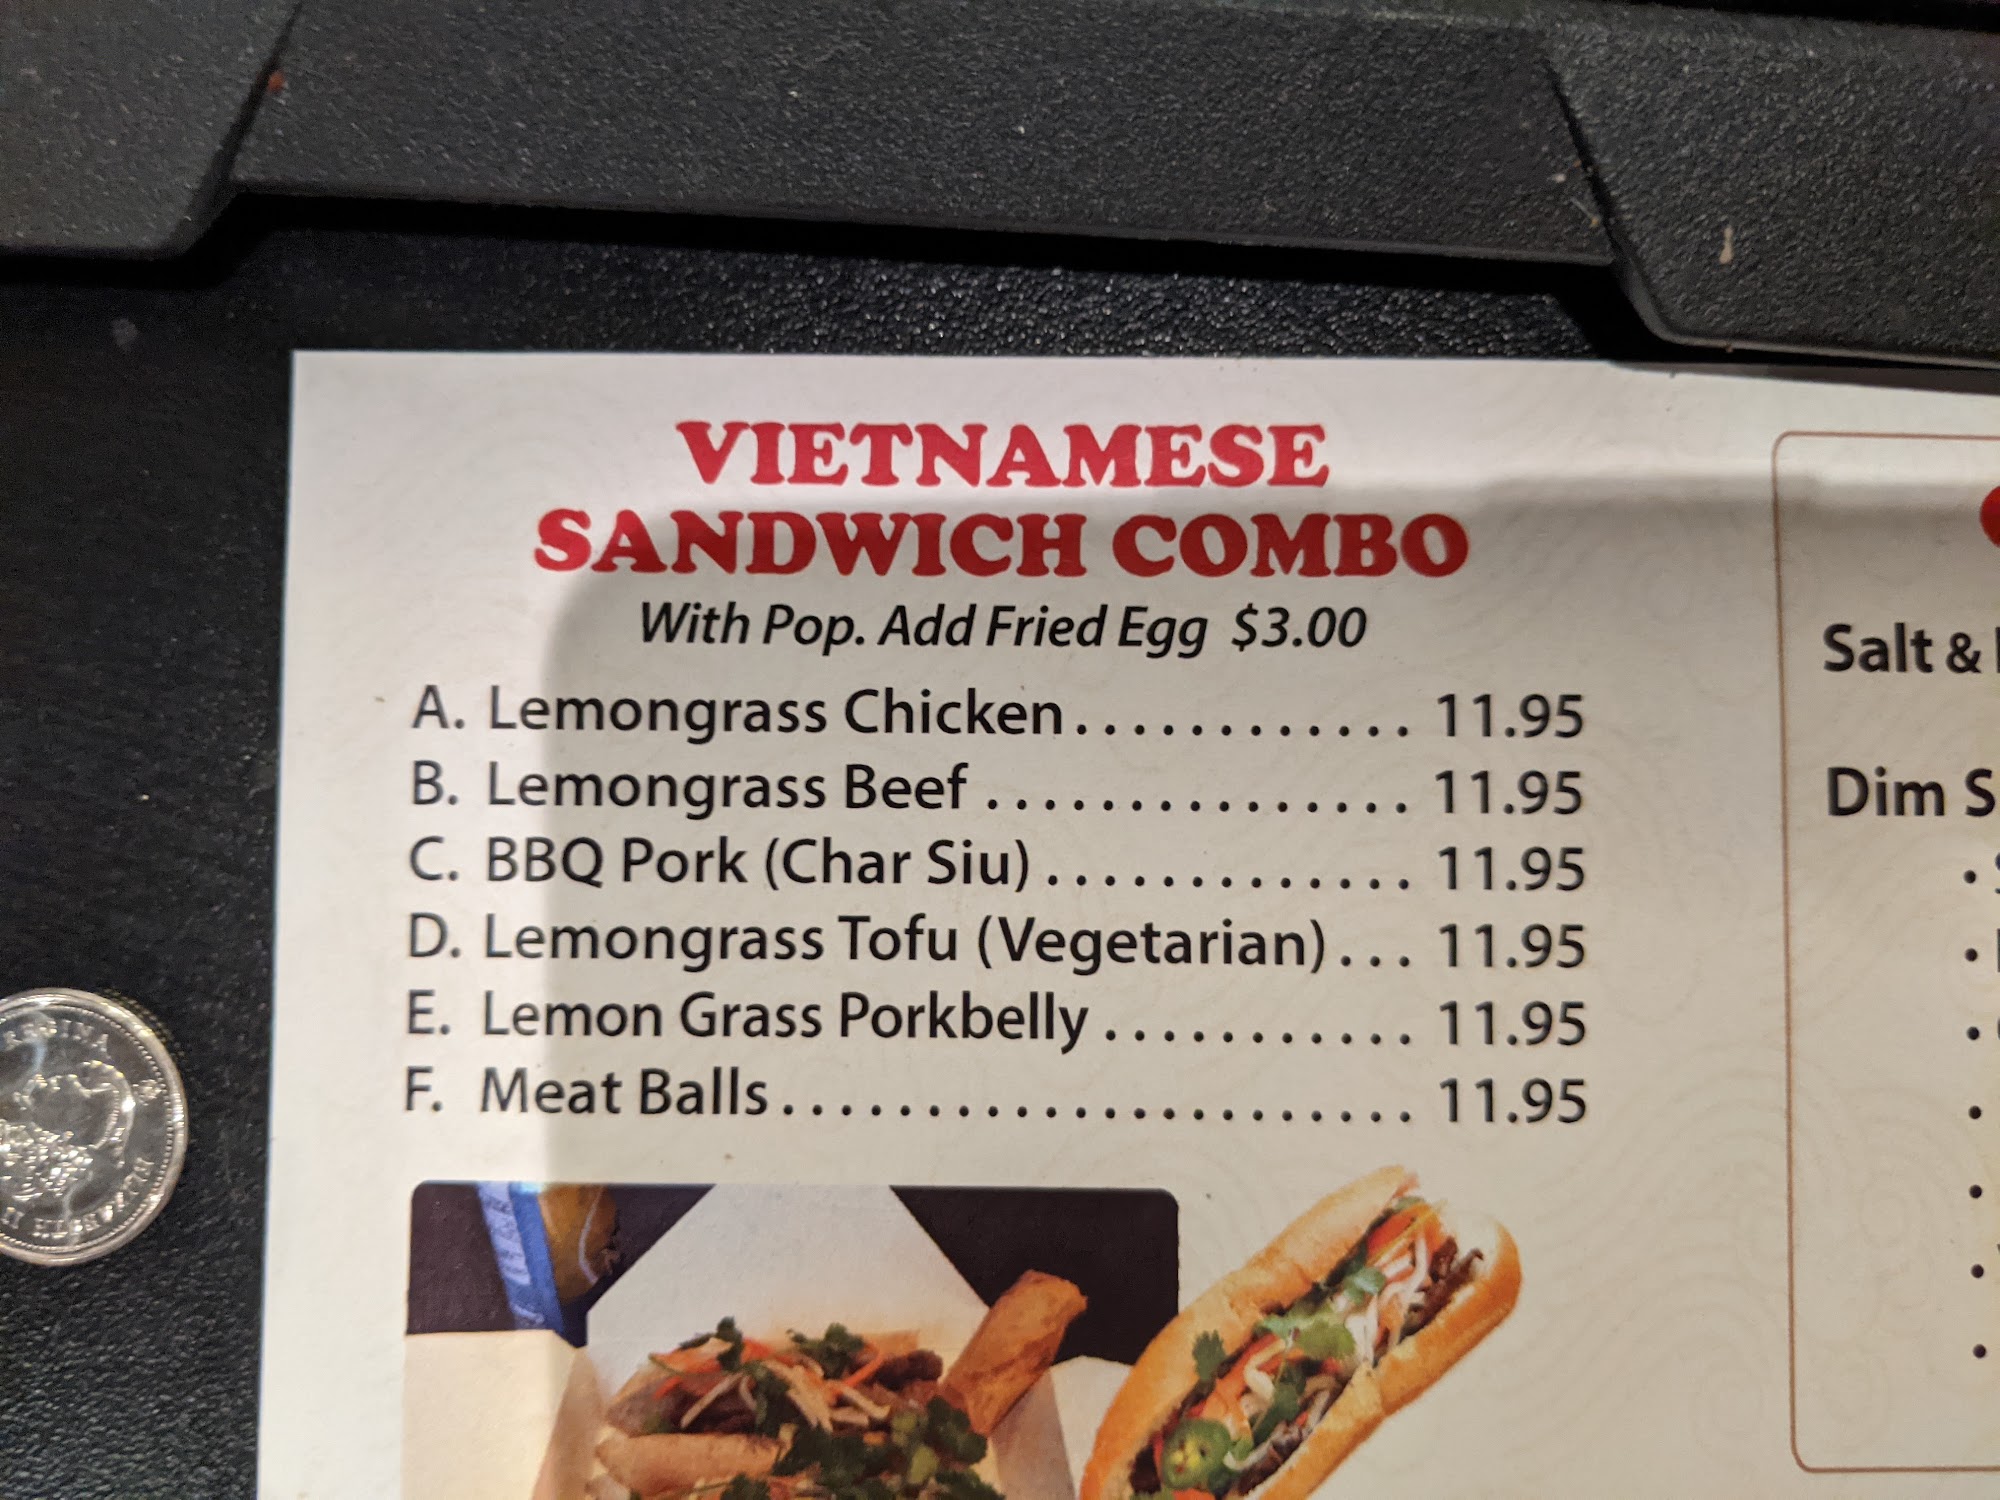 VIETNAMESE
SANDWICH COMBO
With Pop. Add Fried Egg $3.00
A. Lemongrass Chicken............ 11.95
B. Lemongrass Beef............... 11.95
C. BBQ Pork (Char Siu)............. 11.95
D. Lemongrass Tofu (Vegetarian)... 11.95
E. Lemon Grass Porkbelly........... 11.95
F. Meat Balls...................... 11.95
Salt &
Dim